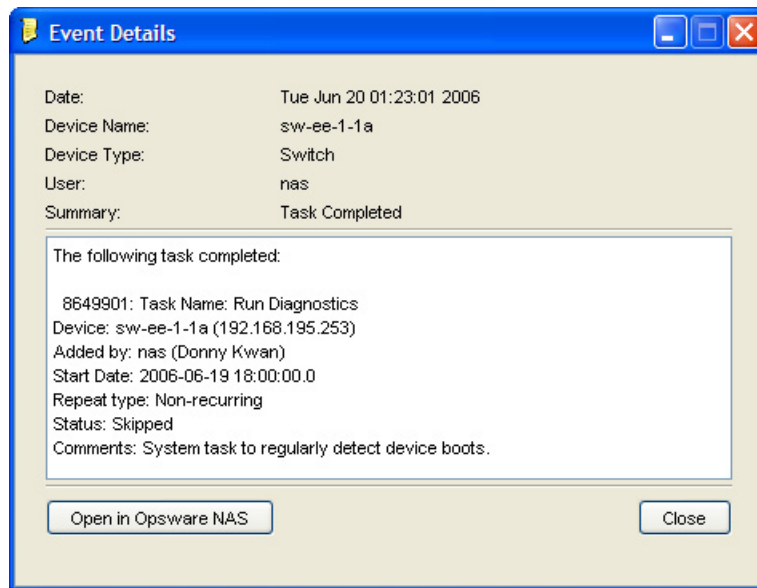 Event Details
Date: Tue Jun 20 01:23:01 2006
Device Name: sw-ee-1-1a
Device Type: Switch
User: nas
Summary: Task Completed
The following task completed:
8649901: Task Name: Run Diagnostics
Device: sw-ee-1-1a (192.168.195.253)
Added by: nas (Donny Kwan)
Start Date: 2006-06-19 18:00:00.0
Repeat type: Non-recurring
Status: Skipped
Comments: System task to regularly detect device boots.
Open in Opsware NAS Close